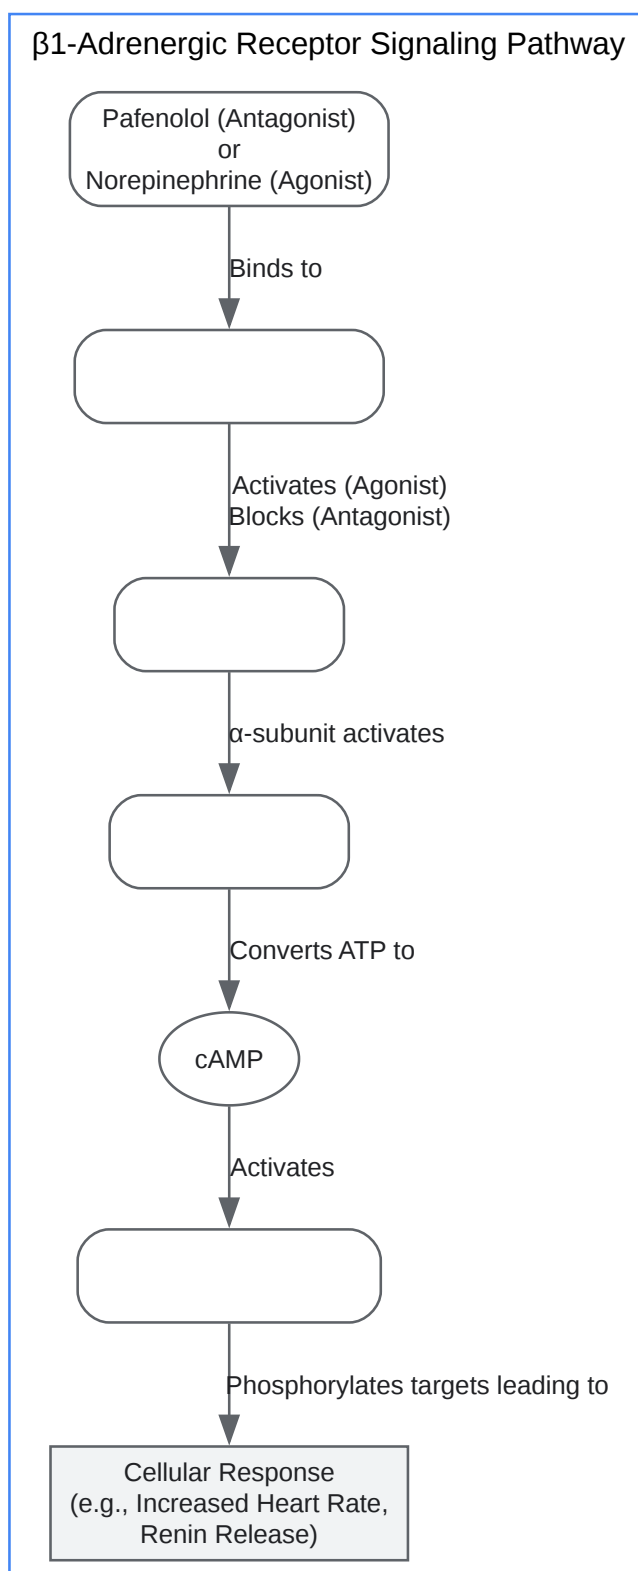 β1-Adrenergic Receptor Signaling Pathway
Pafenolol (Antagonist)
or
Norepinephrine (Agonist)
Binds to
Activates (Agonist)
Blocks (Antagonist)
α-subunit activates
Converts ATP to
cAMP
Activates
Phosphorylates targets leading to
Cellular Response
(e.g., Increased Heart Rate,
Renin Release)